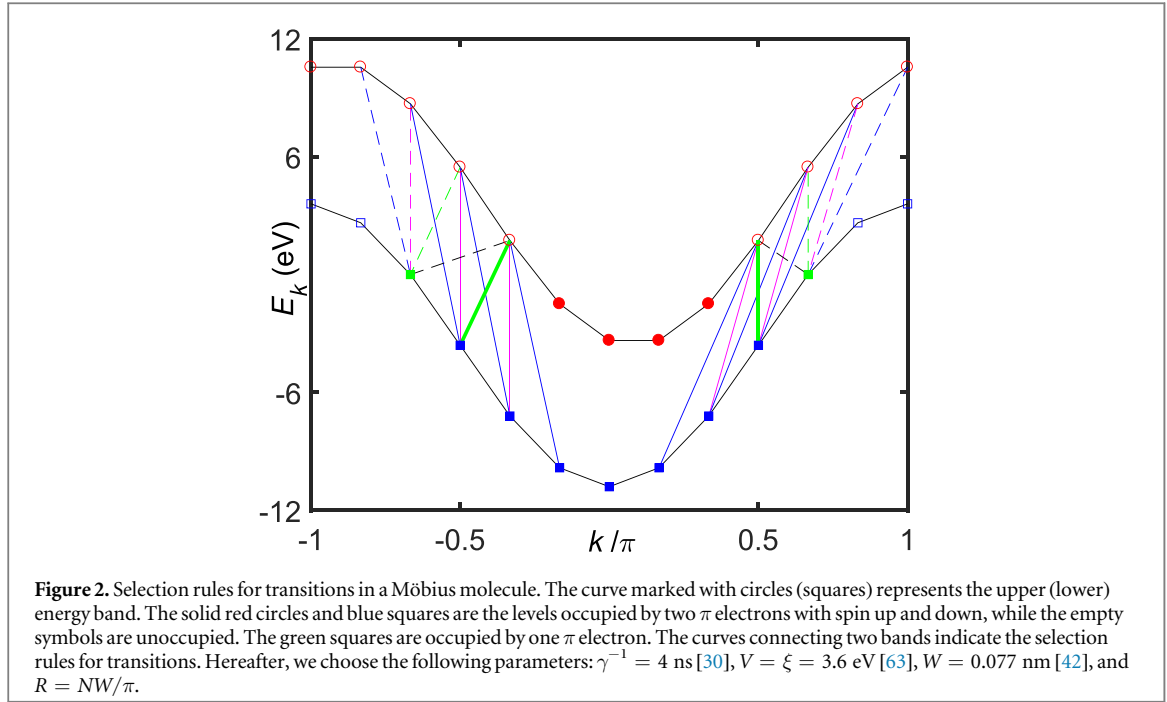 12
6
-6
-12
E_k (eV)
-1
-0.5
k/π
0.5
1
Figure 2. Selection rules for transitions in a Möbius molecule. The curve marked with circles (squares) represents the upper (lower)
energy band. The solid red circles and blue squares are the levels occupied by two π electrons with spin up and down, while the empty
symbols are unoccupied. The green squares are occupied by one π electron. The curves connecting two bands indicate the selection
rules for transitions. Hereafter, we choose the following parameters: γ⁻¹ = 4 ns [30], V = ξ = 3.6 eV [63], W = 0.077 nm [42], and
R = NW/π.